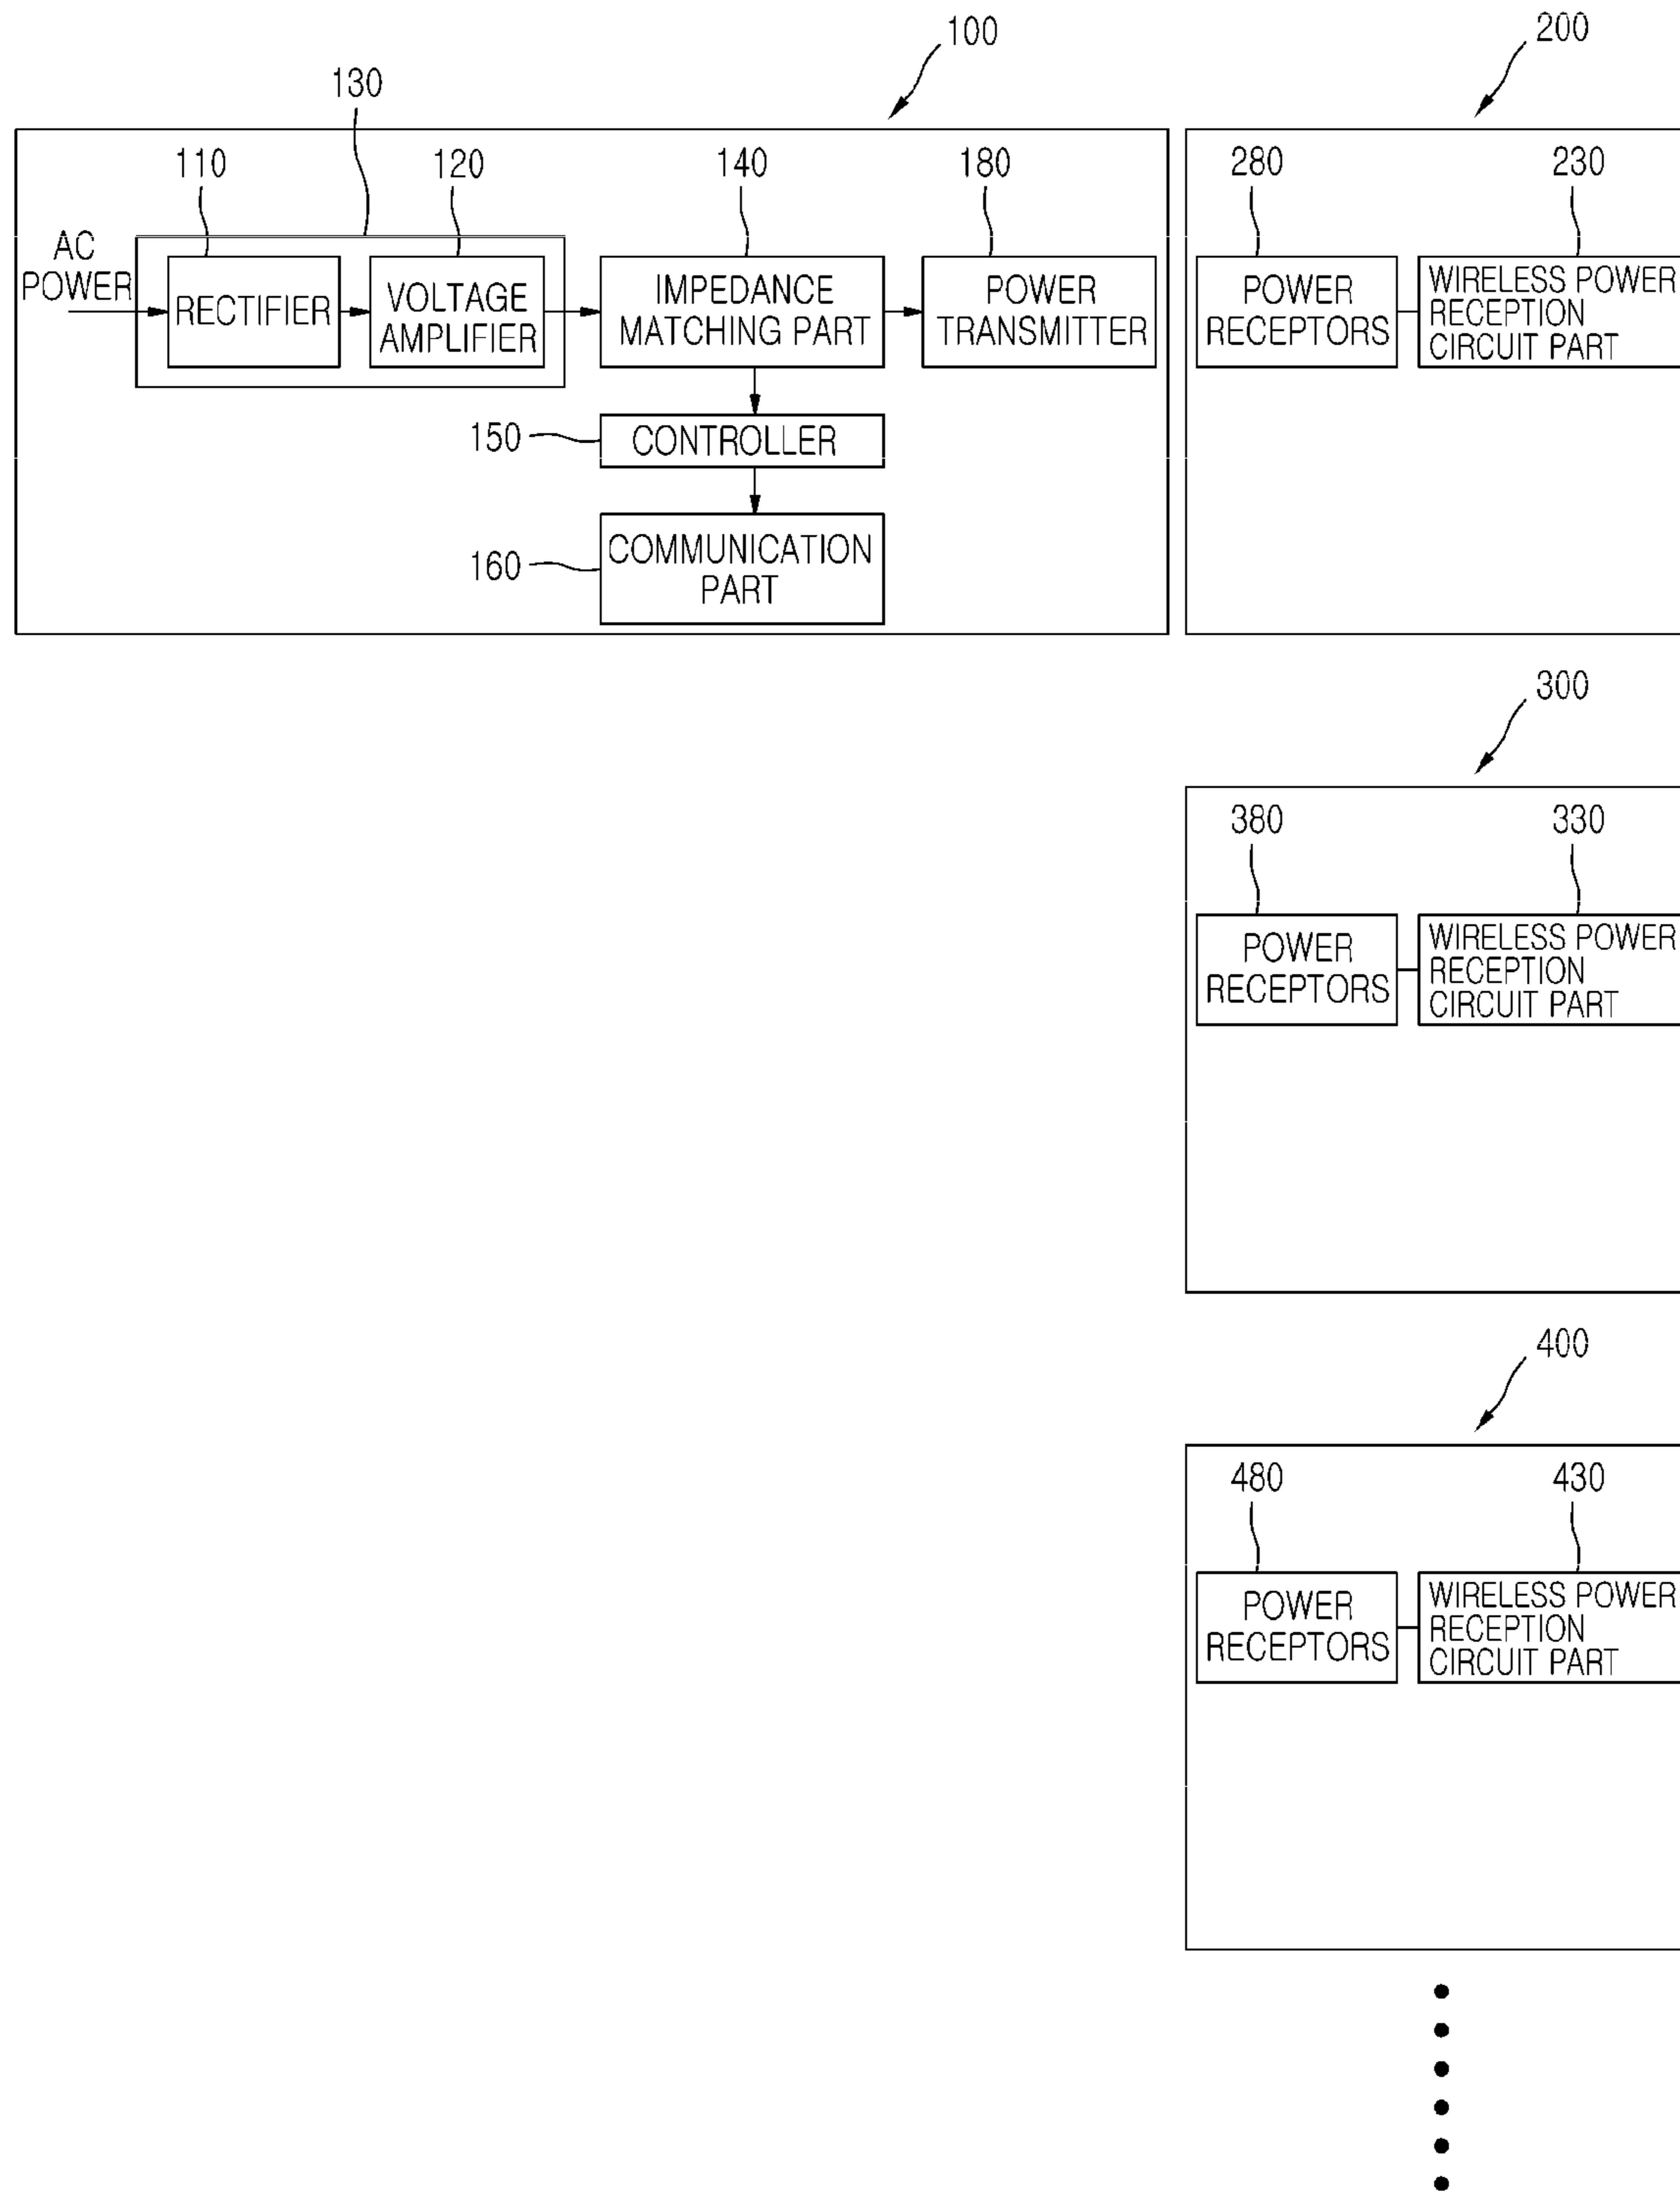 100
200
130
110
120
140
180
280
230
AC
POWER
RECTIFIER
VOLTAGE
AMPLIFIER
IMPEDANCE
MATCHING PART
POWER
TRANSMITTER
POWER
RECEPTORS
WIRELESS POWER
RECEPTION
CIRCUIT PART
150
CONTROLLER
160
COMMUNICATION
PART
300
380
330
POWER
RECEPTORS
WIRELESS POWER
RECEPTION
CIRCUIT PART
400
480
430
POWER
RECEPTORS
WIRELESS POWER
RECEPTION
CIRCUIT PART